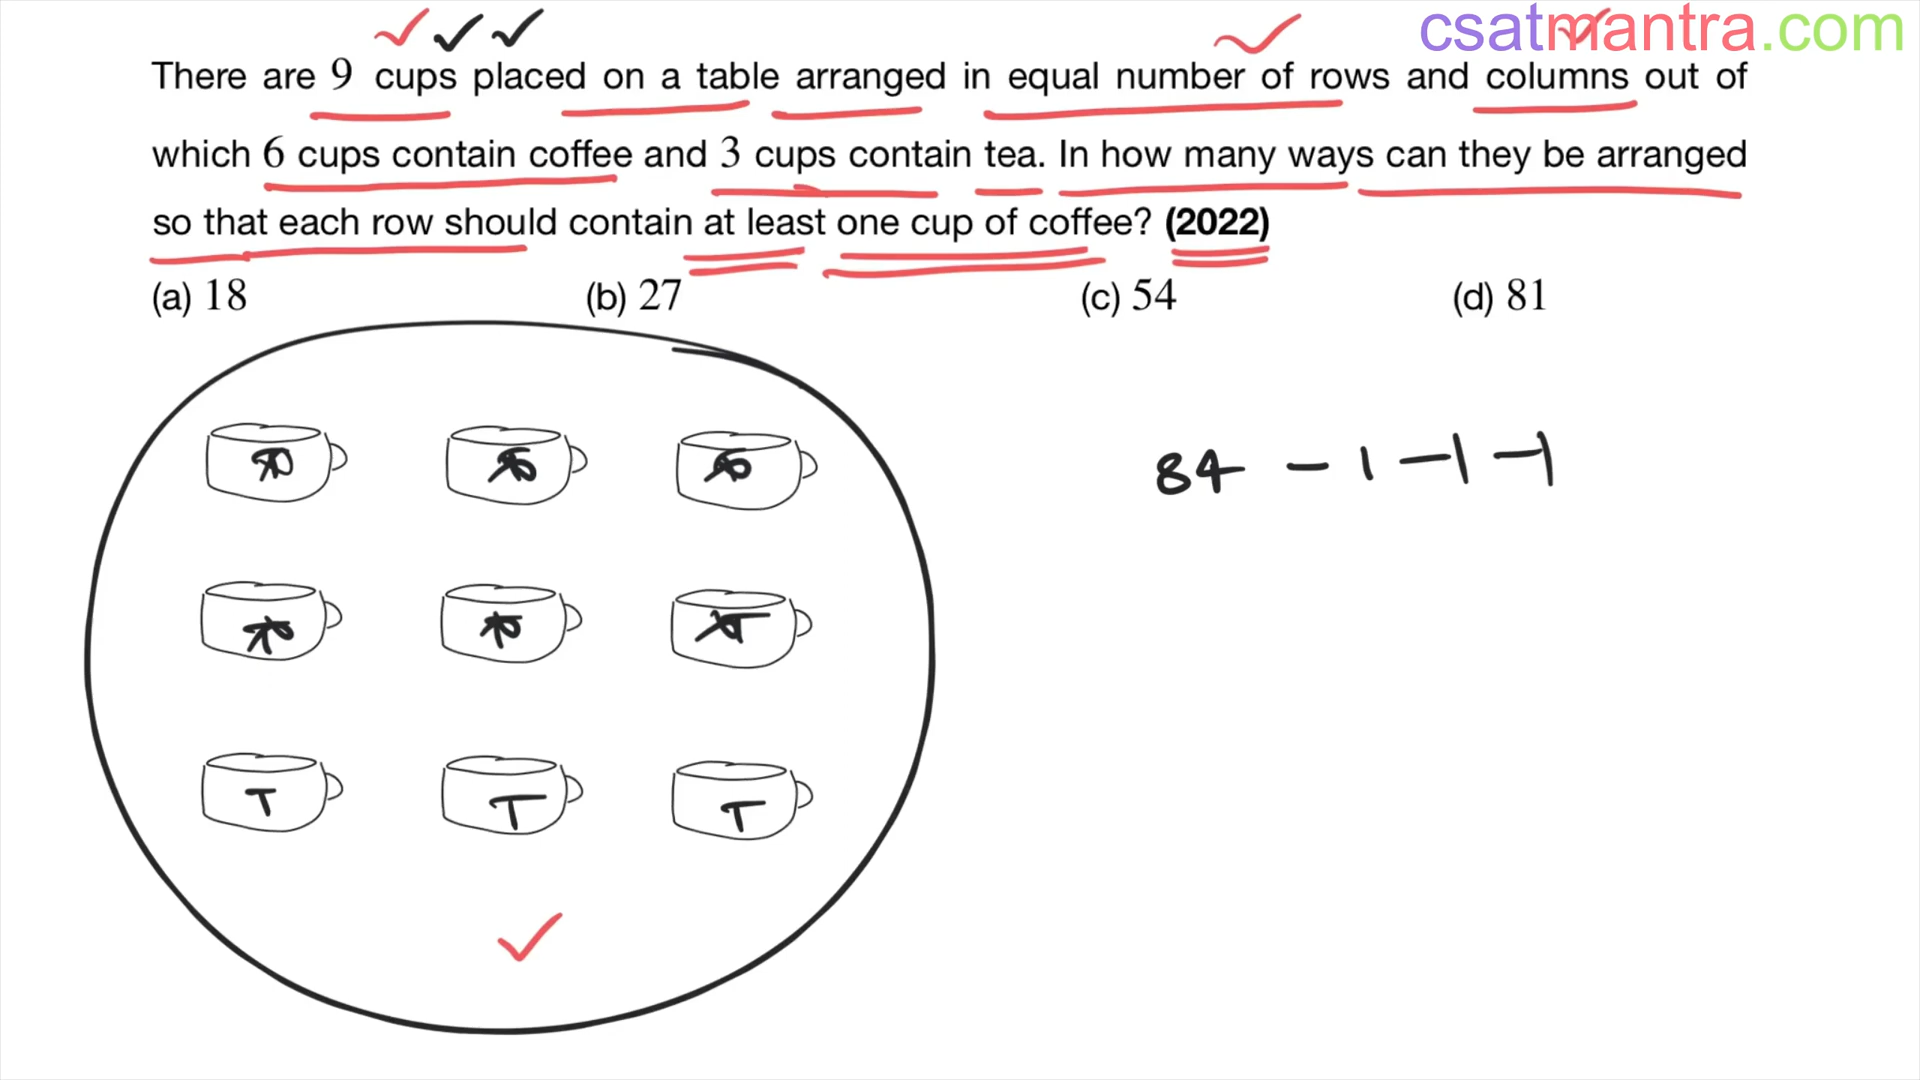 csatmantra.com
There are 9 cups placed on a table arranged in equal number of rows and columns out of
which 6 cups contain coffee and 3 cups contain tea. In how many ways can they be arranged
so that each row should contain at least one cup of coffee? (2022)
(a) 18 (b) 27 (c) 54 (d) 81
84 - 1 - 1 - 1
T T T